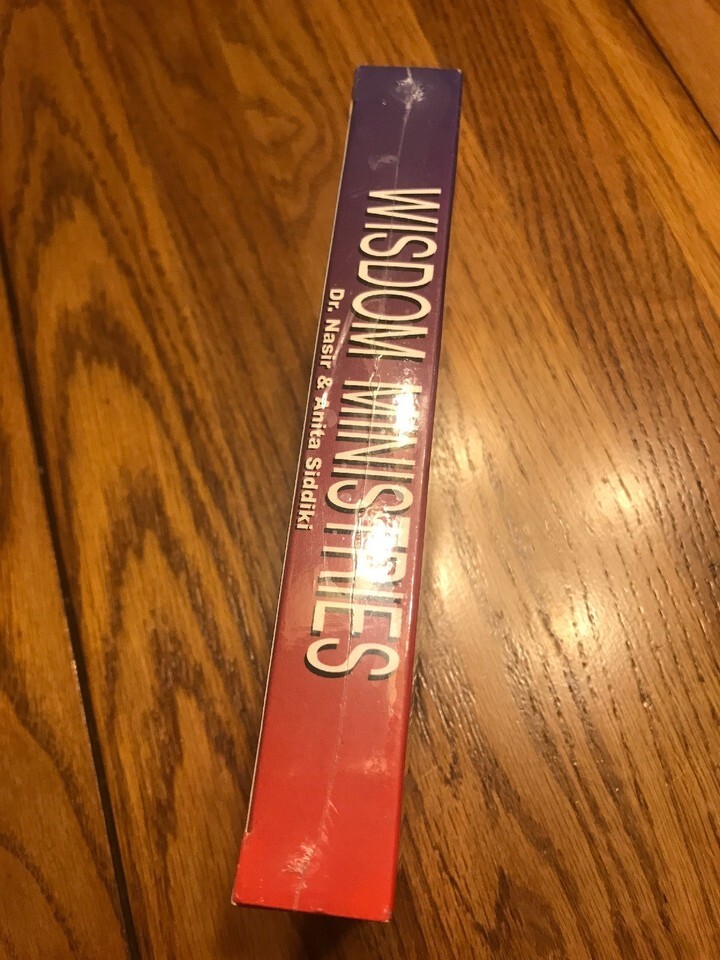 WISDOM MINISTRIES
Dr. Nasir & Anita Siddiki